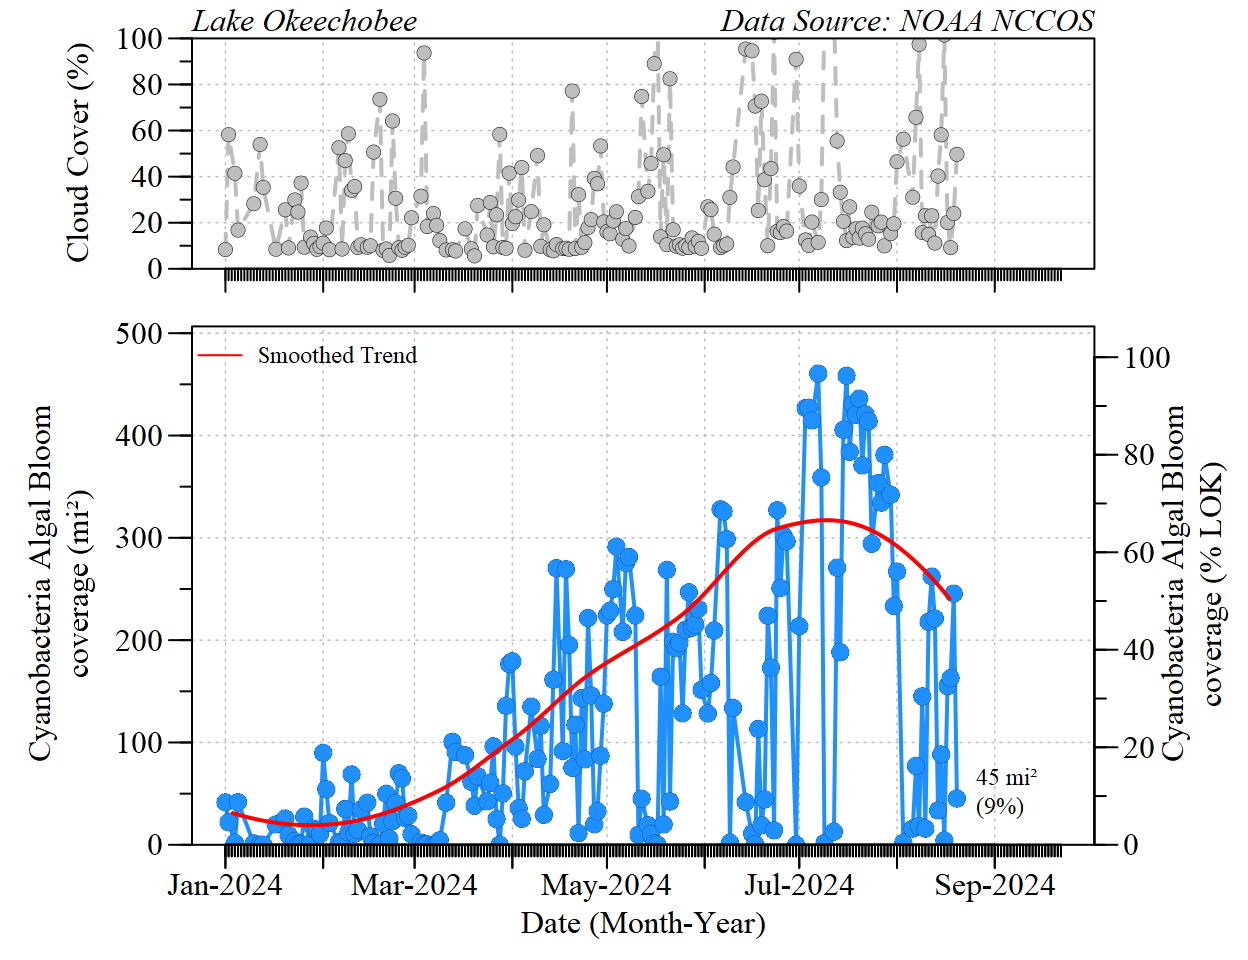 Lake Okeechobee
Data Source: NOAA NCCOS
Cloud Cover (%)
100
80
60
40
20
0
Smoothed Trend
Cyanobacteria Algal Bloom
coverage (mi²)
500
400
300
200
100
0
100
80
60
40
20
0
Cyanobacteria Algal Bloom
coverage (% LOK)
45 mi²
(9%)
Jan-2024 Mar-2024 May-2024 Jul-2024 Sep-2024
Date (Month-Year)